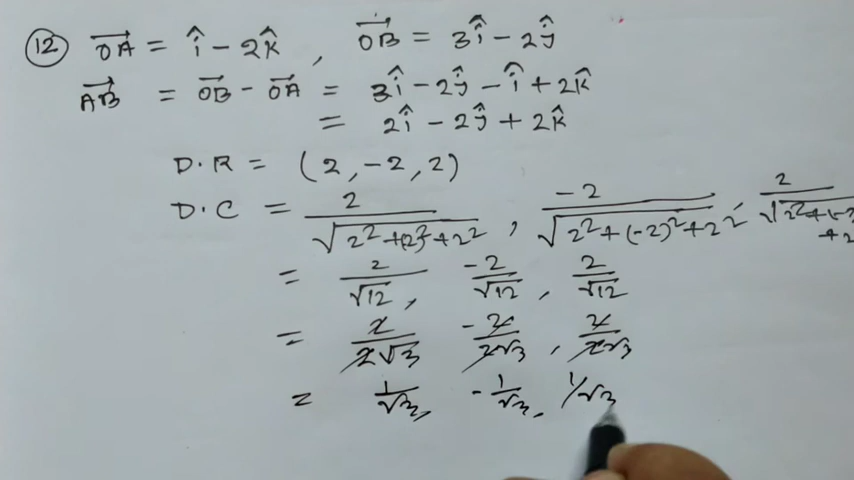 12 OA = î - 2k̂ , OB = 3î - 2ĵ
AB = OB - OA = 3î - 2ĵ - î + 2k̂
= 2î - 2ĵ + 2k̂
D.R = (2, -2, 2)
D.C = 2/√(2² + (2)² + 2²) , -2/√(2² + (-2)² + 2²) , 2/√(2² + (-2 + 2
= 2/√12 , -2/√12 , 2/√12
= 2/2√3 -2/2√3 , 2/2√3
= 1/√3 , -1/√3 , 1/√3